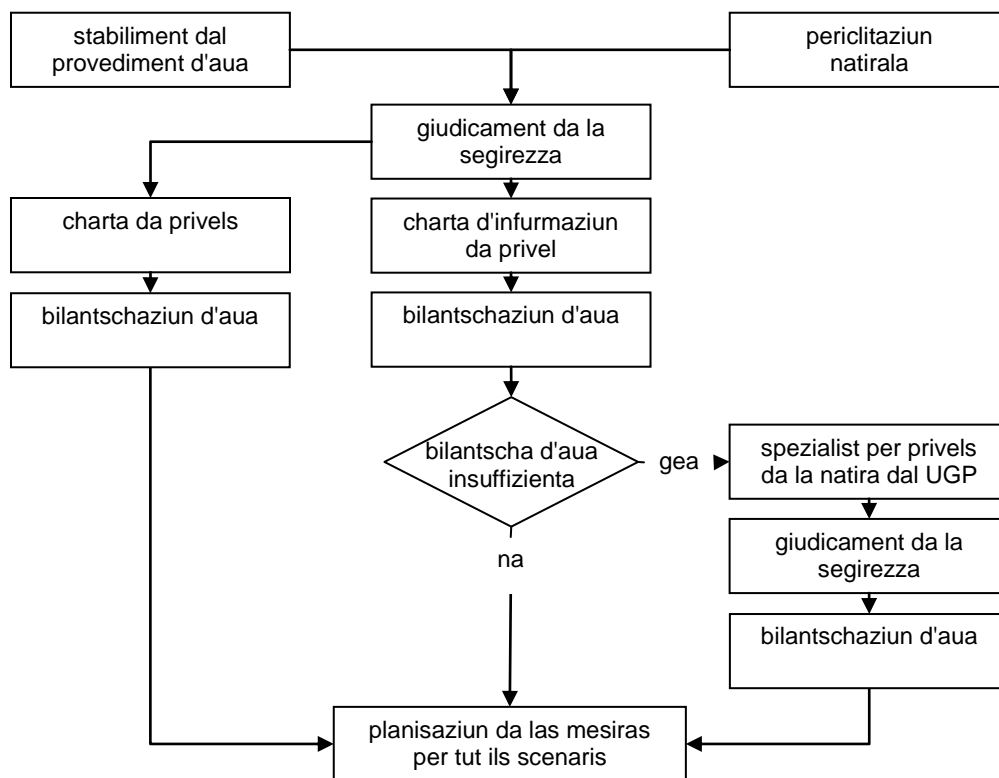 stabiliment dal
provediment d'aua
periclitaziun
natirala
giudicament da la
segirezza
charta da privels
charta d'infurmaziun
da privel
bilantschaziun d'aua
bilantschaziun d'aua
bilantscha d'aua
insuffizienta
gea
spezialist per privels
da la natira dal UGP
na
giudicament da la
segirezza
bilantschaziun d'aua
planisaziun da las mesiras
per tut ils scenaris